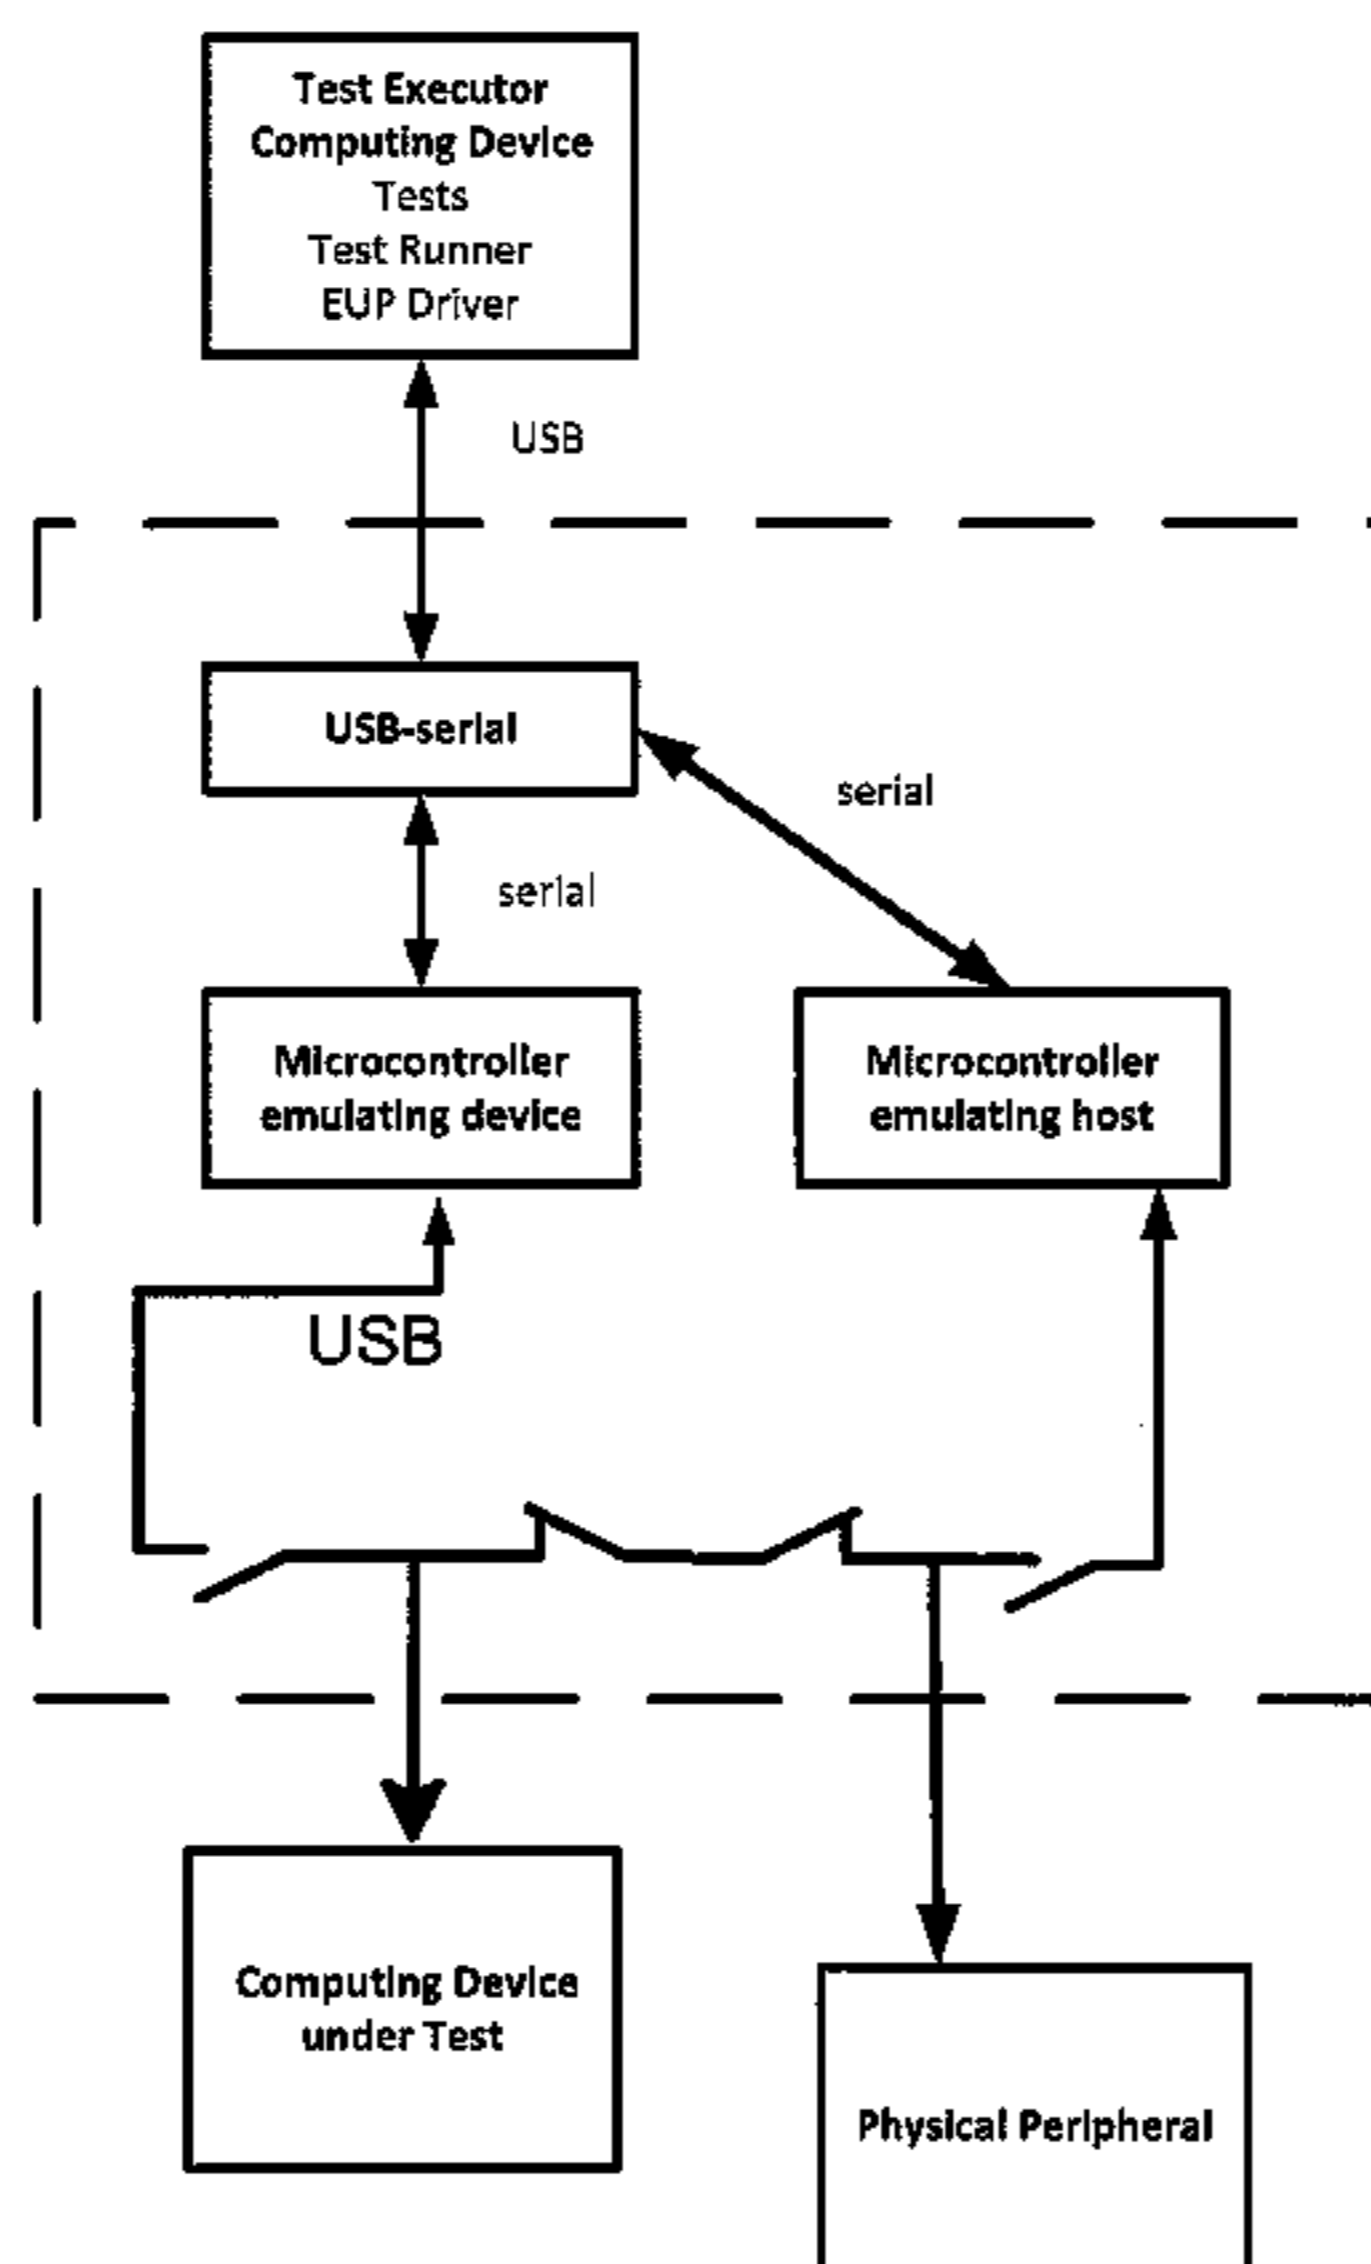 Test Executor
Computing Device
Tests
Test Runner
EUP Driver
USB
USB-serial
serial
serial
Microcontroller
emulating device
Microcontroller
emulating host
USB
Computing Device
under Test
Physical Peripheral